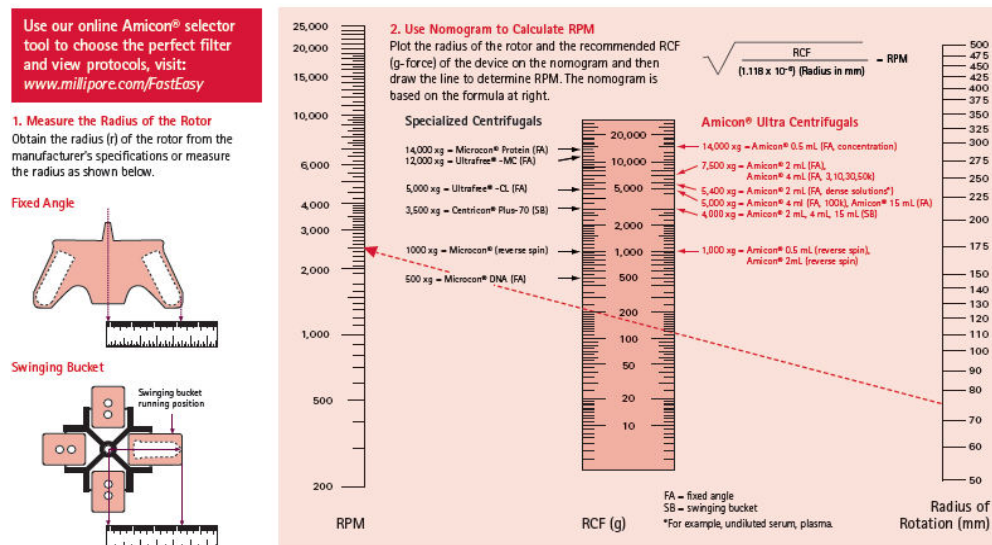 Use our online Amicon® selector
tool to choose the perfect filter
and view protocols, visit:
www.millipore.com/FastEasy
1. Measure the Radius of the Rotor
Obtain the radius (r) of the rotor from the
manufacturer's specifications or measure
the radius as shown below.
Fixed Angle
Swinging Bucket
Swinging bucket
running position
2. Use Nomogram to Calculate RPM
Plot the radius of the rotor and the recommended RCF
(g-force) of the device on the nomogram and then
draw the line to determine RPM. The nomogram is
based on the formula at right.
RCF
(1.118 x 10⁻⁶) (Radius in mm)
= RPM
25,000
20,000
15,000
10,000
6,000
4,000
3,000
2,000
1,000
500
200
RPM
Specialized Centrifugals
14,000 xg = Microcon® Protein (FA)
12,000 xg = Ultrafree® -MC (FA)
5,000 xg = Ultrafree® -CL (FA)
3,500 xg = Centricon® Plus-70 (SB)
1000 xg = Microcon® (reverse spin)
500 xg = Microcon® DNA (FA)
20,000
10,000
5,000
2,000
1,000
500
200
100
50
20
10
RCF (g)
Amicon® Ultra Centrifugals
14,000 xg = Amicon® 0.5 mL (FA, concentration)
7,500 xg = Amicon® 2 mL (FA),
Amicon® 4 mL (FA, 3,10,30,50k)
5,400 xg = Amicon® 2 mL (FA, dense solutions*)
5,000 xg = Amicon® 4 ml (FA, 100k), Amicon® 15 mL (FA)
4,000 xg = Amicon® 2 mL, 4 mL, 15 mL (SB)
1,000 xg = Amicon® 0.5 mL (reverse spin),
Amicon® 2mL (reverse spin)
FA = fixed angle
SB = swinging bucket
*For example, undiluted serum, plasma.
500
475
450
425
400
375
350
325
300
275
250
225
200
175
150
140
130
120
110
100
90
80
70
60
50
Radius of
Rotation (mm)